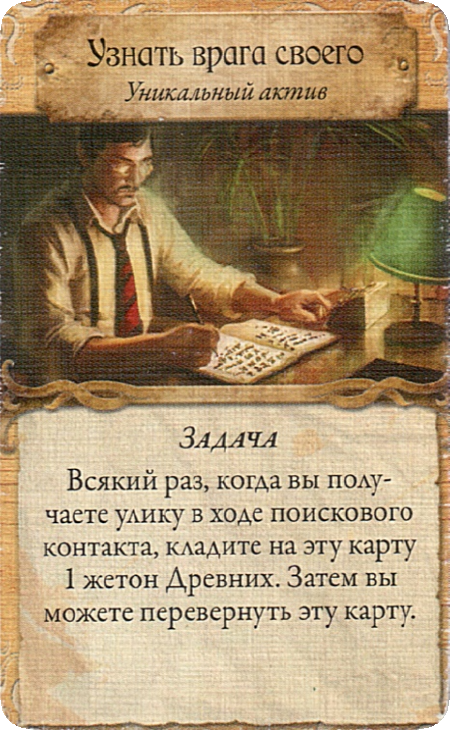 Узнать врага своего
Уникальный актив
Задача
Всякий раз, когда вы полу-
чаете улику в ходе поискового
контакта, кладите на эту карту
1 жетон Древних. Затем вы
можете перевернуть эту карту.